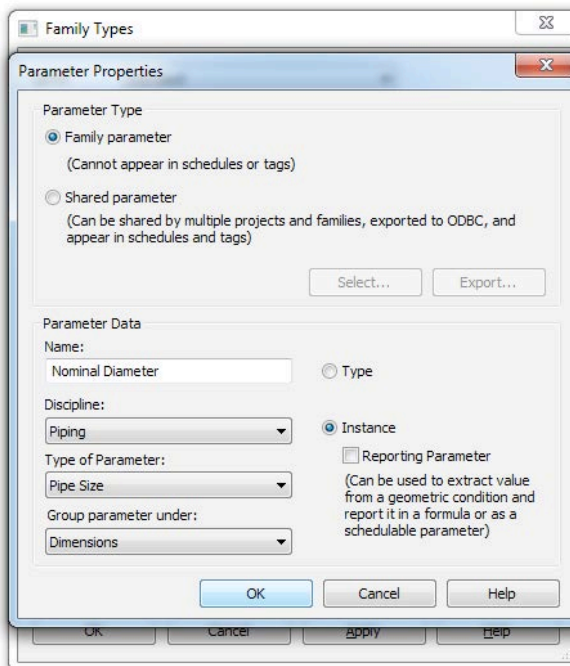 Family Types
Parameter Properties
Parameter Type
Family parameter
(Cannot appear in schedules or tags)
Shared parameter
(Can be shared by multiple projects and families, exported to ODBC, and
appear in schedules and tags)
Select...
Export...
Parameter Data
Name:
Nominal Diameter
Type
Discipline:
Piping
Instance
Reporting Parameter
Type of Parameter:
Pipe Size
(Can be used to extract value
from a geometric condition and
report it in a formula or as a
schedulable parameter)
Group parameter under:
Dimensions
OK
Cancel
Help
OK
Cancel
Apply
Help